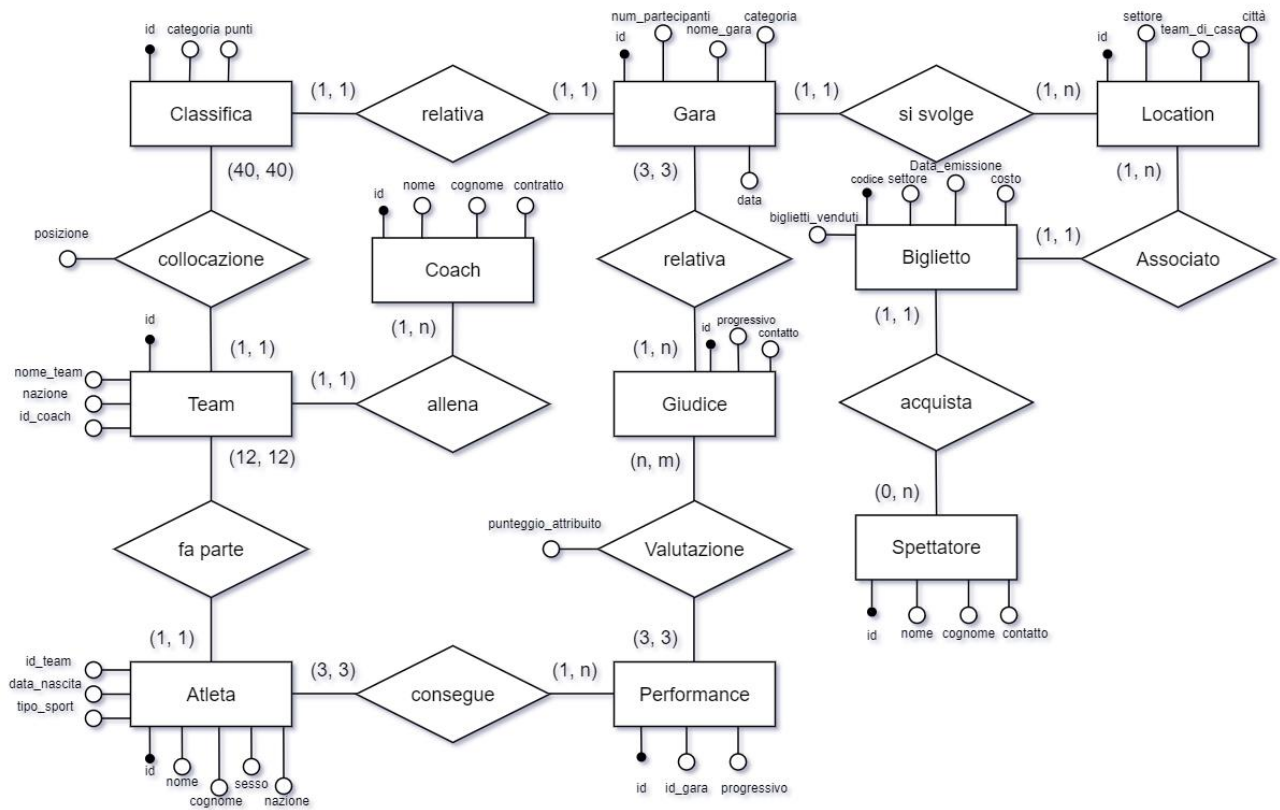 id categoria punti
num_partecipanti
id nome_gara categoria
id settore team_di_casa città
Classifica (1, 1) relativa (1, 1) Gara (1, 1) si svolge (1, n) Location
(40, 40) (3, 3) data (1, n)
id nome cognome contratto
codice settore Data_emissione costo
biglietti_venduti
posizione
collocazione Coach relativa Biglietto (1, 1) Associato
id (1, n) id progressivo contatto (1, 1)
(1, 1) (1, n)
nome_team
nazione
id_coach
Team (1, 1) allena Giudice acquista
(12, 12) (n, m) (0, n)
punteggio_attribuito
fa parte Valutazione Spettatore
id nome cognome contatto
(1, 1) (3, 3)
id_team
data_nascita
tipo_sport
Atleta (3, 3) consegue (1, n) Performance
id nome cognome sesso nazione
id id_gara progressivo